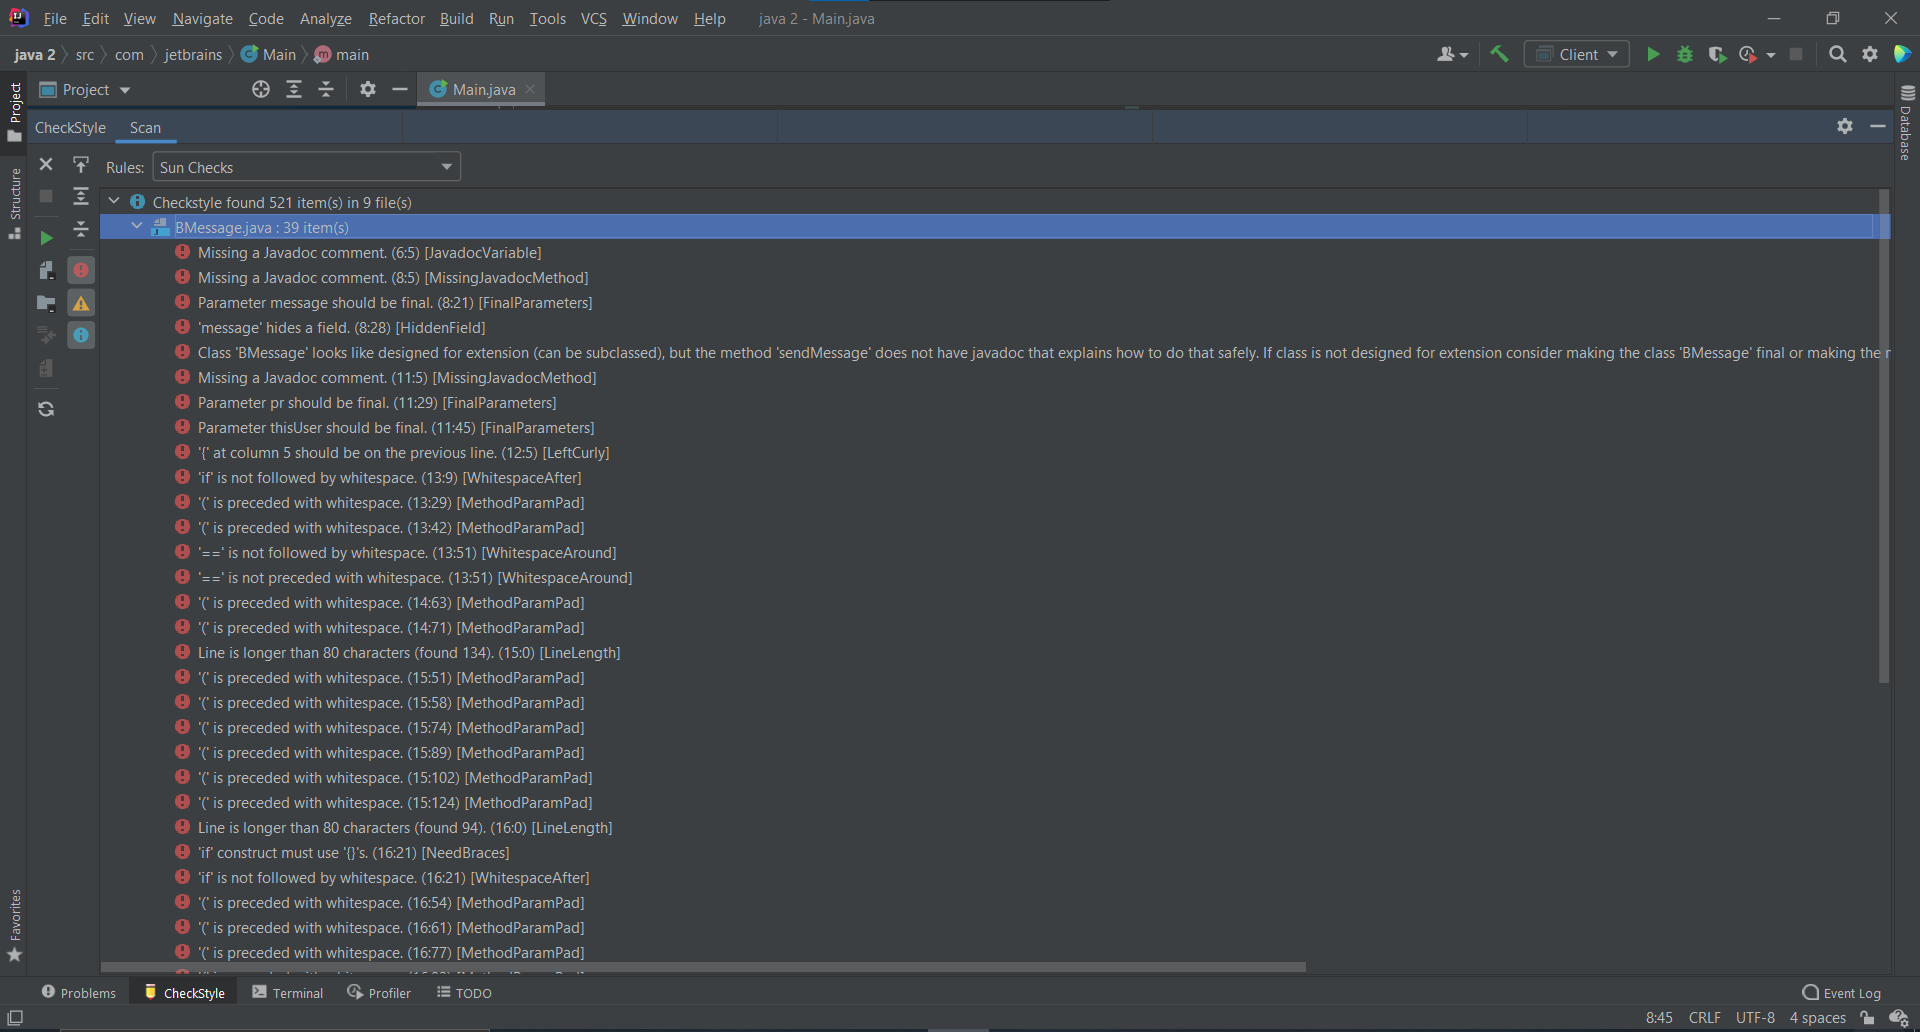 File Edit View Navigate Code Analyze Refactor Build Run Tools VCS Window Help java 2 - Main.java
java 2 src com jetbrains Main main Client
Project Project Main.java
CheckStyle Scan
Database
Rules: Sun Checks
Structure
Checkstyle found 521 item(s) in 9 file(s)
BMessage.java : 39 item(s)
Missing a Javadoc comment. (6:5) [JavadocVariable]
Missing a Javadoc comment. (8:5) [MissingJavadocMethod]
Parameter message should be final. (8:21) [FinalParameters]
'message' hides a field. (8:28) [HiddenField]
Class 'BMessage' looks like designed for extension (can be subclassed), but the method 'sendMessage' does not have javadoc that explains how to do that safely. If class is not designed for extension consider making the class 'BMessage' final or making the
Missing a Javadoc comment. (11:5) [MissingJavadocMethod]
Parameter pr should be final. (11:29) [FinalParameters]
Parameter thisUser should be final. (11:45) [FinalParameters]
'{' at column 5 should be on the previous line. (12:5) [LeftCurly]
'if' is not followed by whitespace. (13:9) [WhitespaceAfter]
'(' is preceded with whitespace. (13:29) [MethodParamPad]
'(' is preceded with whitespace. (13:42) [MethodParamPad]
'==' is not followed by whitespace. (13:51) [WhitespaceAround]
'==' is not preceded with whitespace. (13:51) [WhitespaceAround]
'(' is preceded with whitespace. (14:63) [MethodParamPad]
'(' is preceded with whitespace. (14:71) [MethodParamPad]
Line is longer than 80 characters (found 134). (15:0) [LineLength]
'(' is preceded with whitespace. (15:51) [MethodParamPad]
'(' is preceded with whitespace. (15:58) [MethodParamPad]
'(' is preceded with whitespace. (15:74) [MethodParamPad]
'(' is preceded with whitespace. (15:89) [MethodParamPad]
'(' is preceded with whitespace. (15:102) [MethodParamPad]
'(' is preceded with whitespace. (15:124) [MethodParamPad]
Line is longer than 80 characters (found 94). (16:0) [LineLength]
'if' construct must use '{}'s. (16:21) [NeedBraces]
'if' is not followed by whitespace. (16:21) [WhitespaceAfter]
'(' is preceded with whitespace. (16:54) [MethodParamPad]
'(' is preceded with whitespace. (16:61) [MethodParamPad]
'(' is preceded with whitespace. (16:77) [MethodParamPad]
Favorites
Problems CheckStyle Terminal Profiler TODO Event Log
8:45 CRLF UTF-8 4 spaces